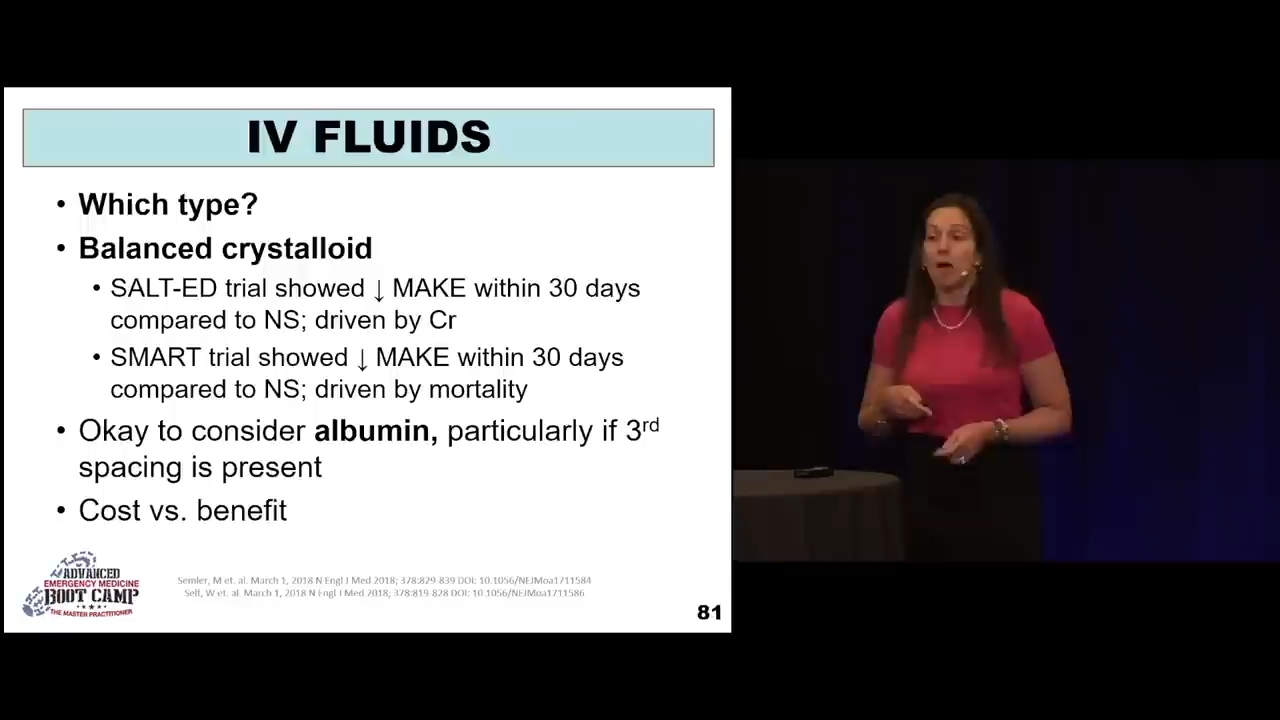 IV FLUIDS
• Which type?
• Balanced crystalloid
• SALT-ED trial showed ↓ MAKE within 30 days
compared to NS; driven by Cr
• SMART trial showed ↓ MAKE within 30 days
compared to NS; driven by mortality
• Okay to consider albumin, particularly if 3rd
spacing is present
• Cost vs. benefit
ADVANCED
EMERGENCY MEDICINE
BOOT CAMP
THE MASTER PRACTITIONER
Semler, M et. al. March 1, 2018 N Engl J Med 2018; 378:829-839 DOI: 10.1056/NEJMoa1711584
Self, W et. al. March 1, 2018 N Engl J Med 2018; 378:819-828 DOI: 10.1056/NEJMoa1711586
81